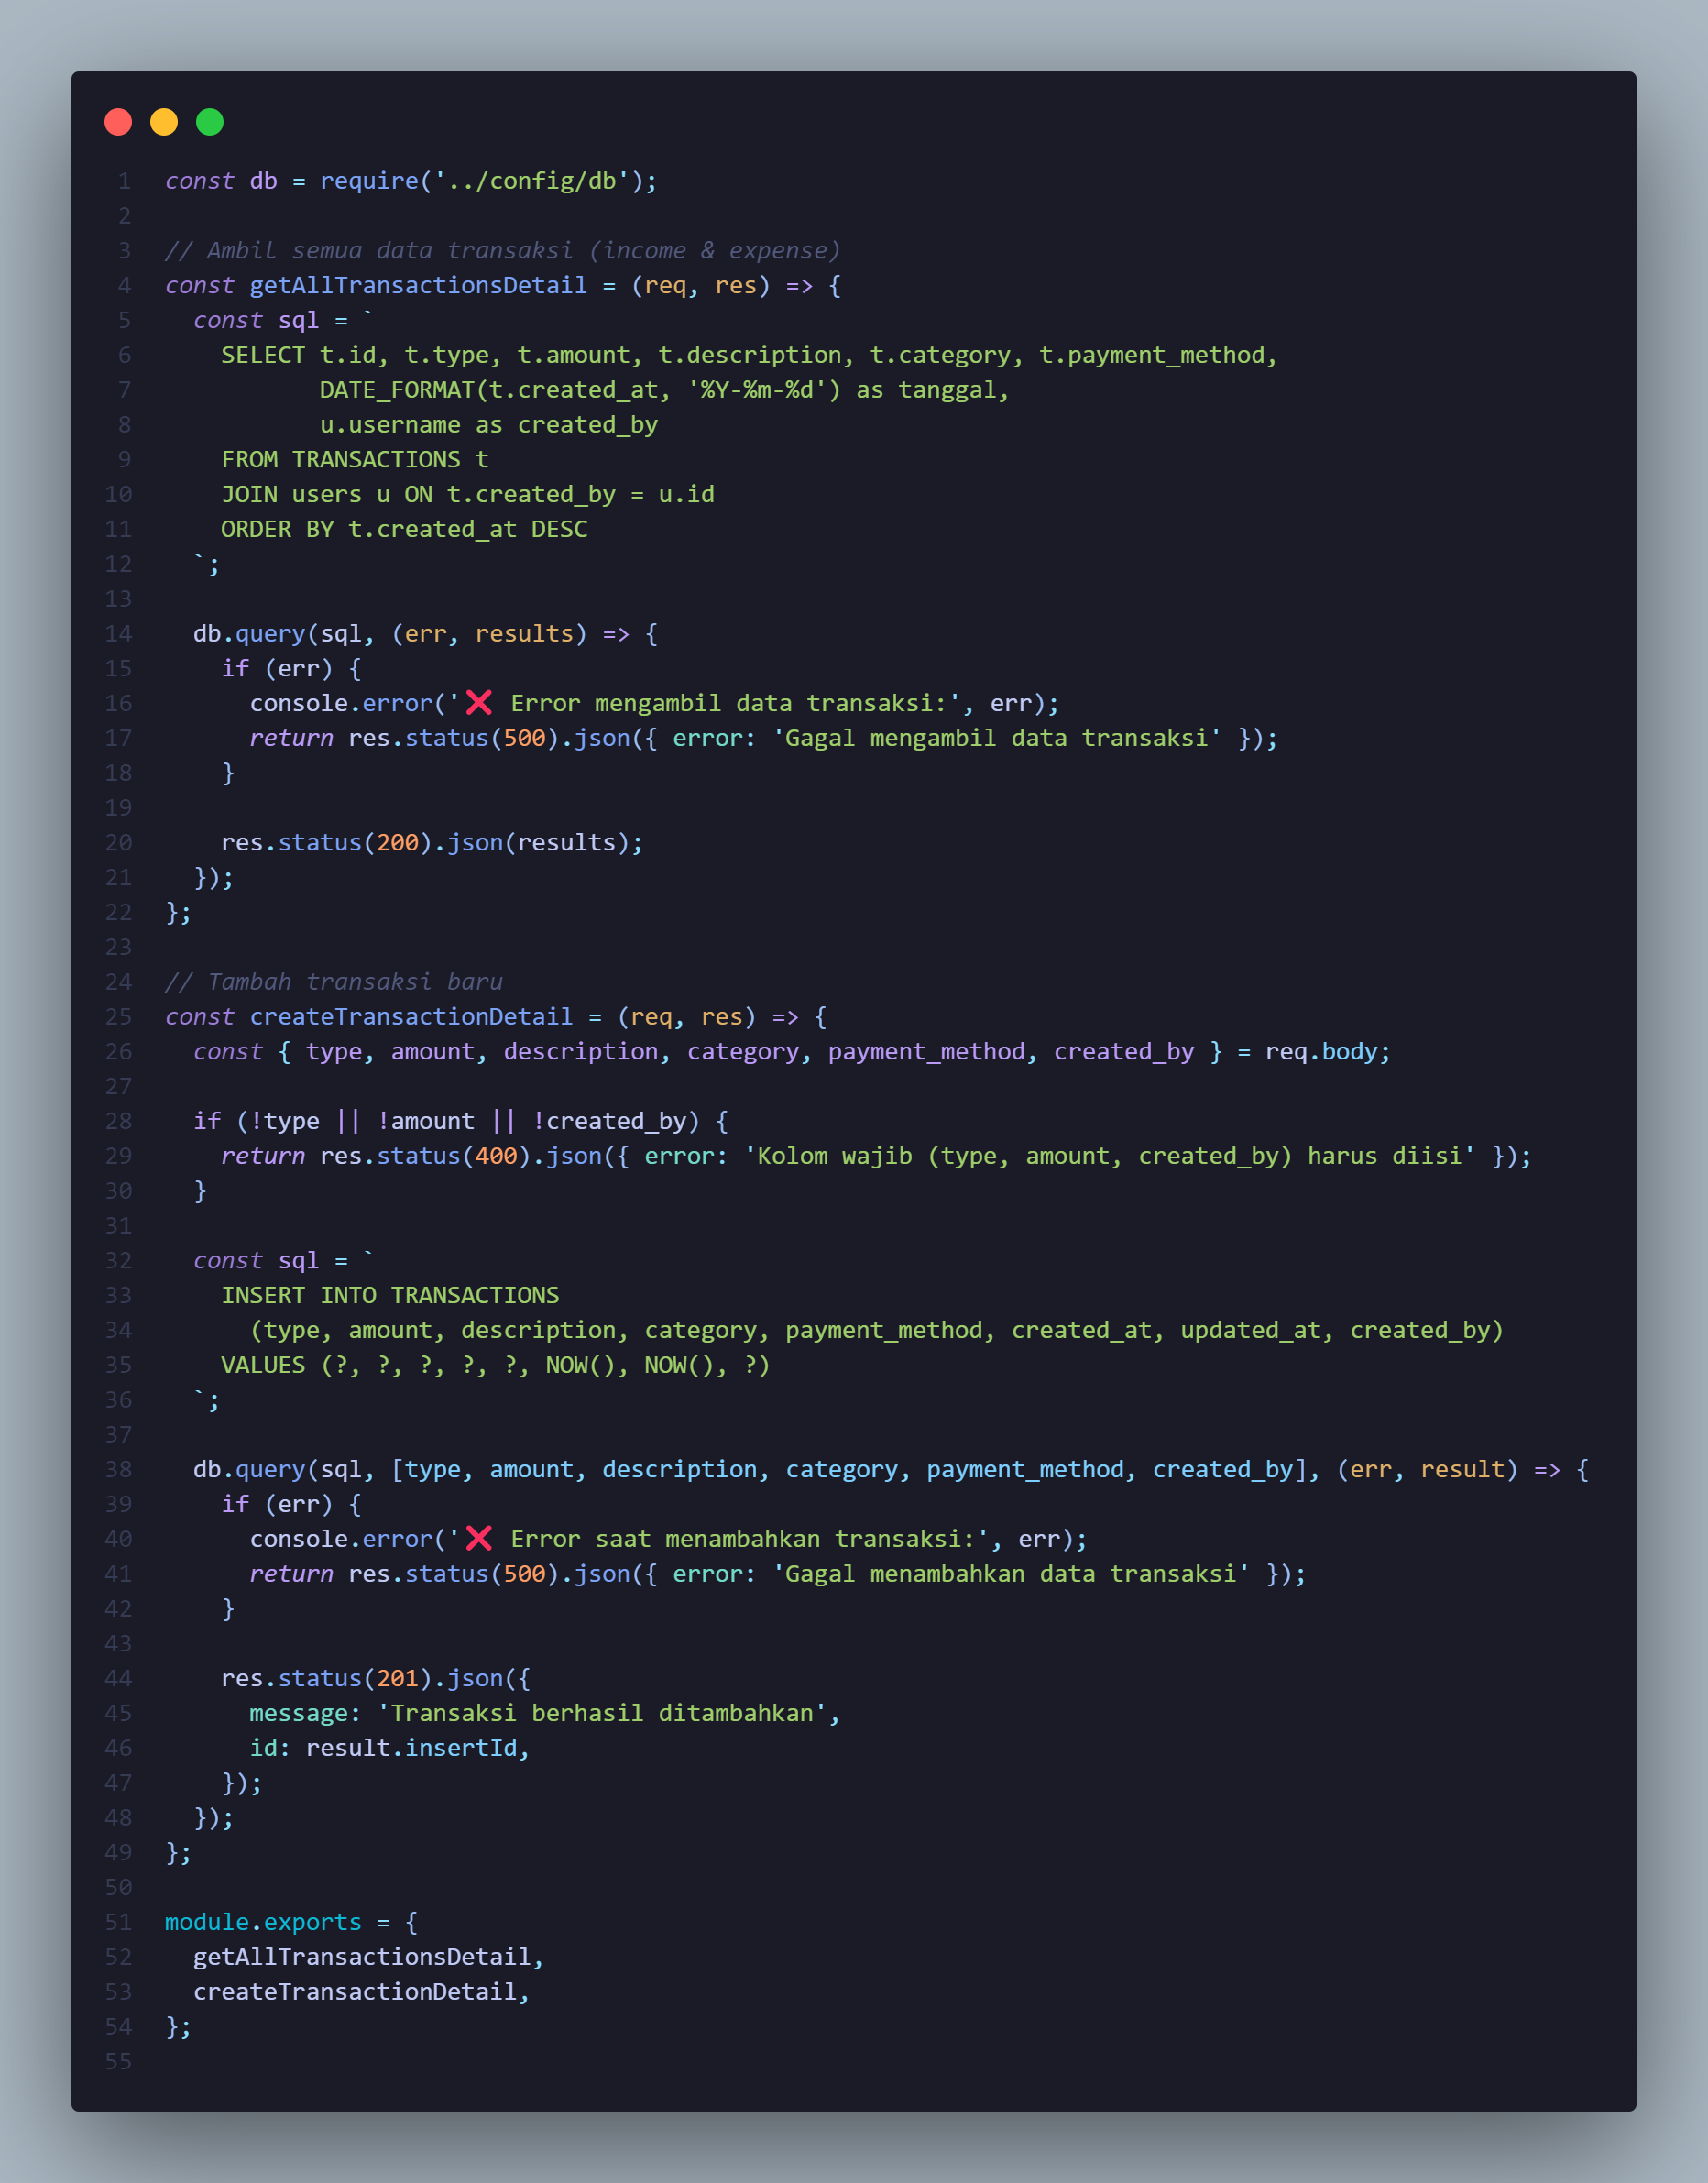 1 const db = require('../config/db');
2
3 // Ambil semua data transaksi (income & expense)
4 const getAllTransactionsDetail = (req, res) => {
5   const sql = `
6     SELECT t.id, t.type, t.amount, t.description, t.category, t.payment_method,
7            DATE_FORMAT(t.created_at, '%Y-%m-%d') as tanggal,
8            u.username as created_by
9     FROM TRANSACTIONS t
10     JOIN users u ON t.created_by = u.id
11     ORDER BY t.created_at DESC
12   `;
13
14   db.query(sql, (err, results) => {
15     if (err) {
16       console.error('❌ Error mengambil data transaksi:', err);
17       return res.status(500).json({ error: 'Gagal mengambil data transaksi' });
18     }
19
20     res.status(200).json(results);
21   });
22 };
23
24 // Tambah transaksi baru
25 const createTransactionDetail = (req, res) => {
26   const { type, amount, description, category, payment_method, created_by } = req.body;
27
28   if (!type || !amount || !created_by) {
29     return res.status(400).json({ error: 'Kolom wajib (type, amount, created_by) harus diisi' });
30   }
31
32   const sql = `
33     INSERT INTO TRANSACTIONS
34       (type, amount, description, category, payment_method, created_at, updated_at, created_by)
35     VALUES (?, ?, ?, ?, ?, NOW(), NOW(), ?)
36   `;
37
38   db.query(sql, [type, amount, description, category, payment_method, created_by], (err, result) => {
39     if (err) {
40       console.error('❌ Error saat menambahkan transaksi:', err);
41       return res.status(500).json({ error: 'Gagal menambahkan data transaksi' });
42     }
43
44     res.status(201).json({
45       message: 'Transaksi berhasil ditambahkan',
46       id: result.insertId,
47     });
48   });
49 };
50
51 module.exports = {
52   getAllTransactionsDetail,
53   createTransactionDetail,
54 };
55